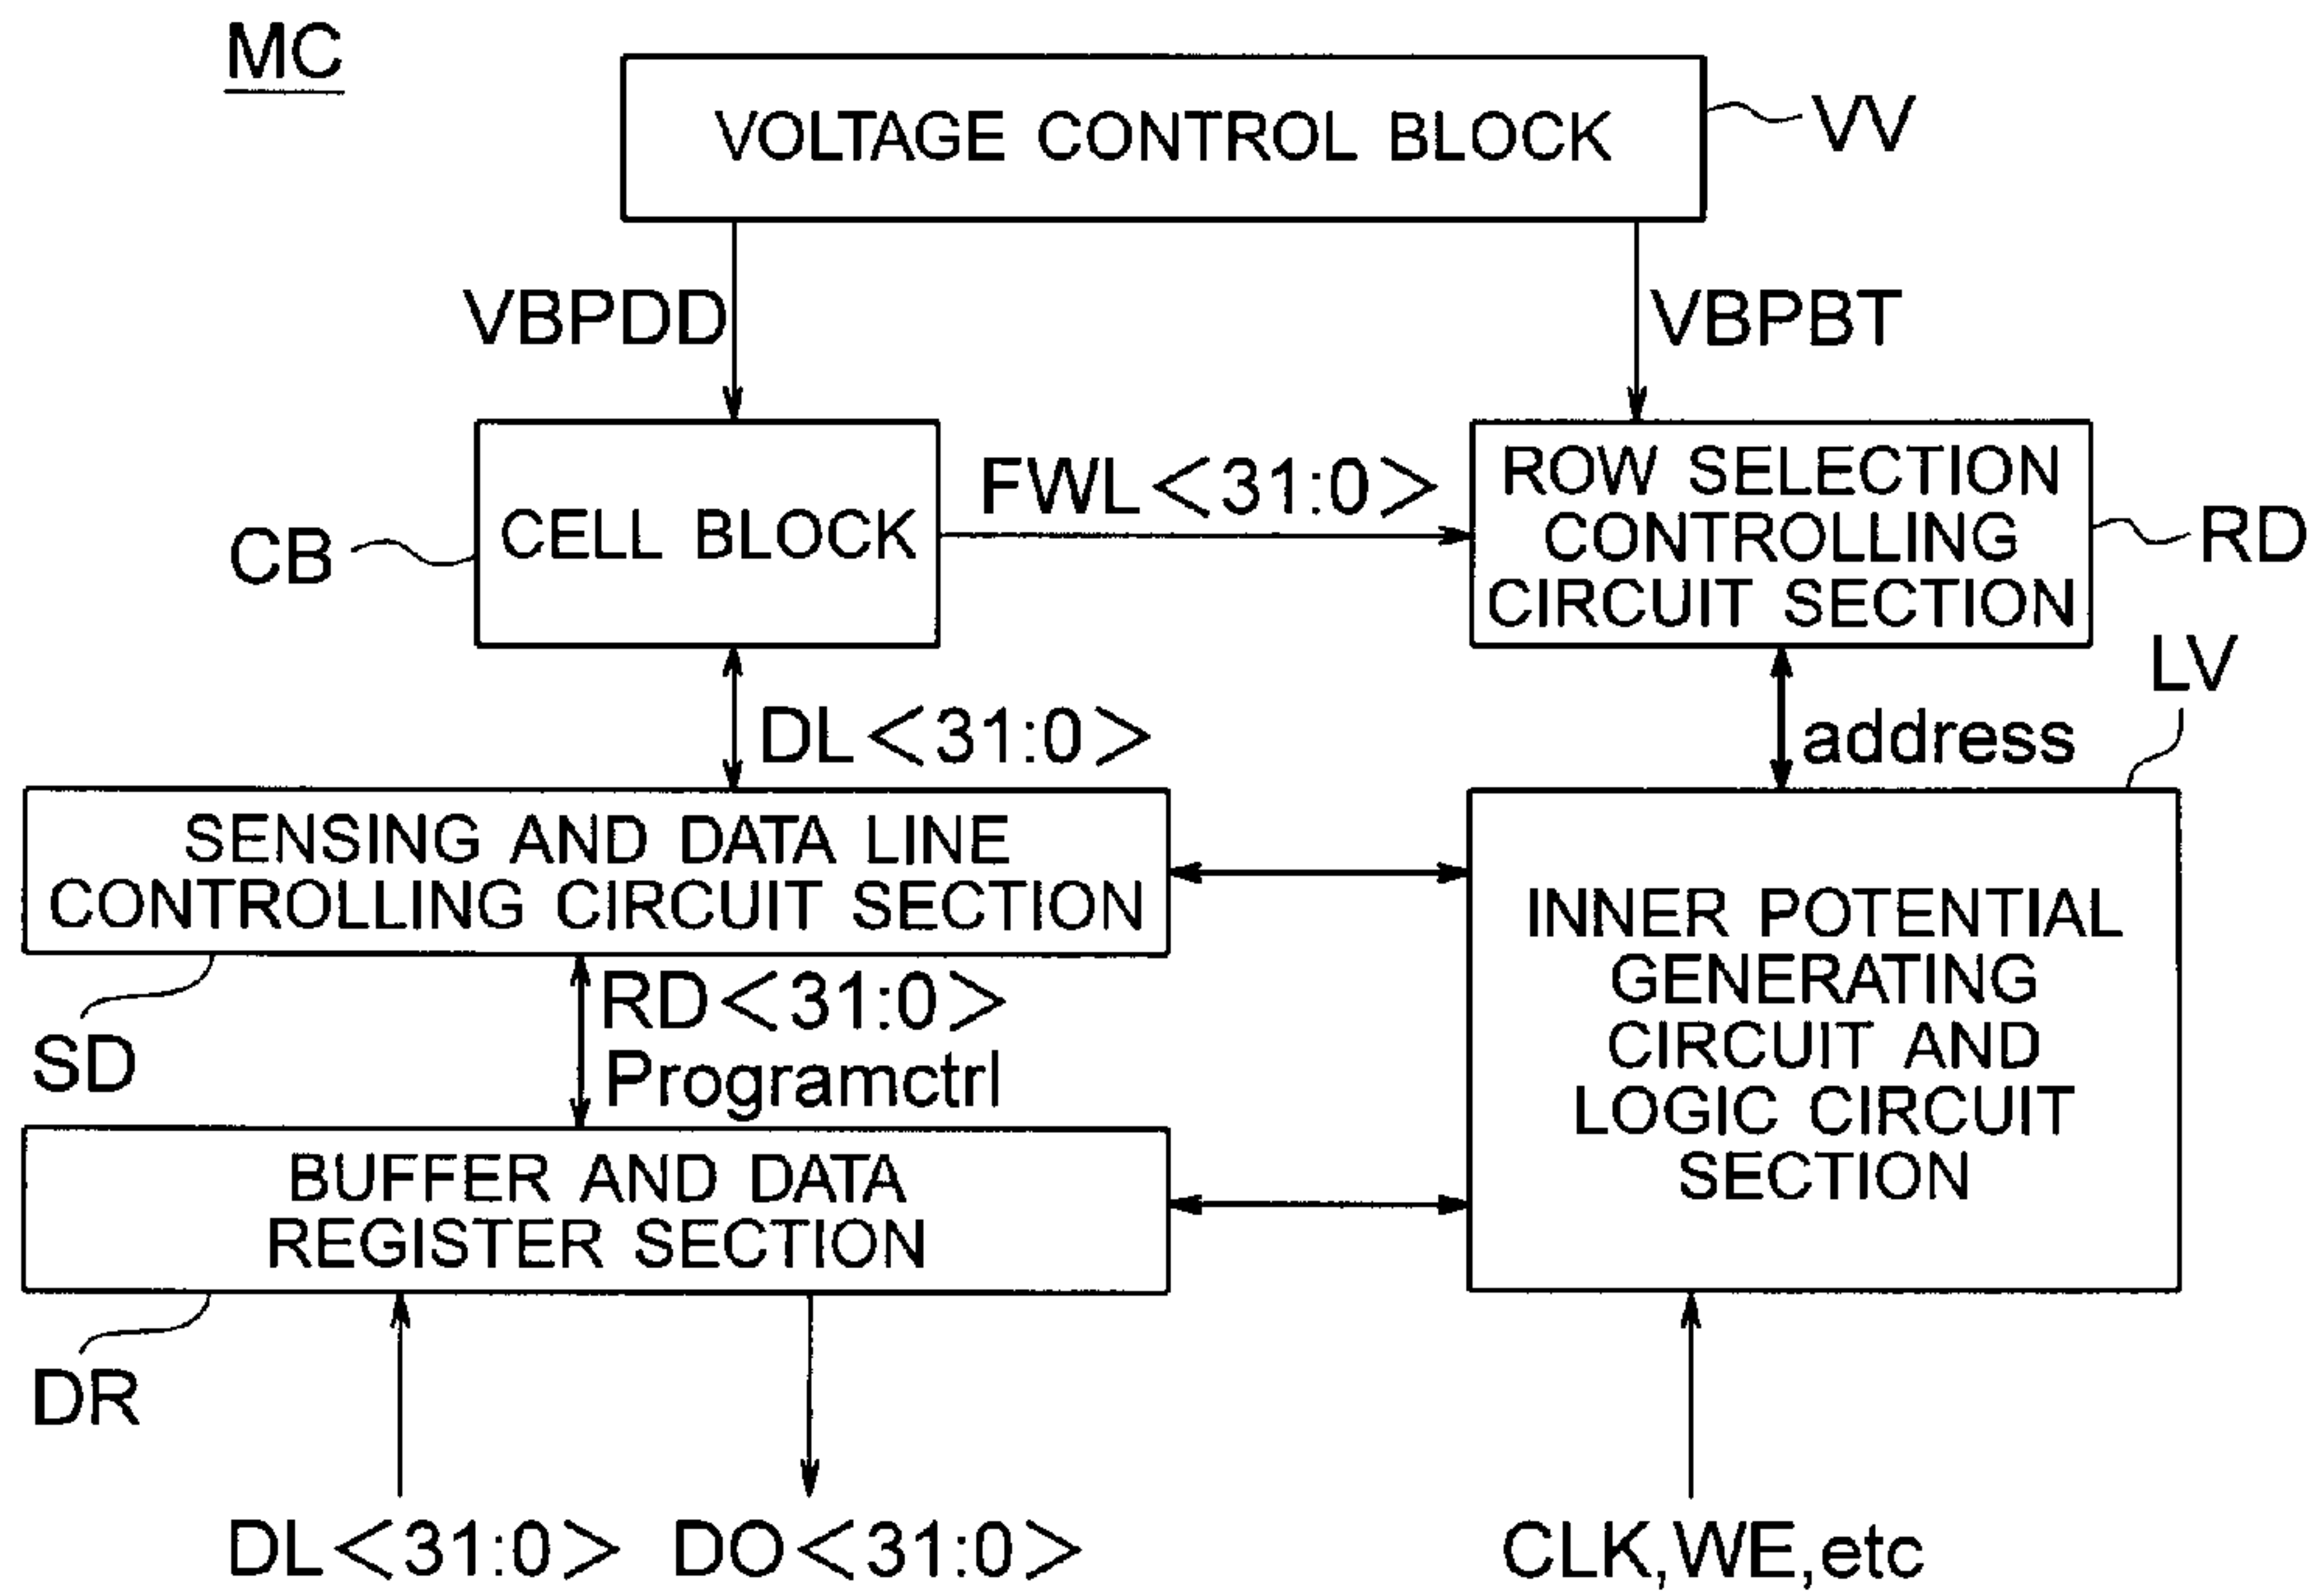 MC
VOLTAGE CONTROL BLOCK
VV
VBPDD
VBPBT
CB
CELL BLOCK
FWL<31:0>
ROW SELECTION
CONTROLLING
CIRCUIT SECTION
RD
LV
DL<31:0>
address
SENSING AND DATA LINE
CONTROLLING CIRCUIT SECTION
SD
RD<31:0>
Programctrl
INNER POTENTIAL
GENERATING
CIRCUIT AND
LOGIC CIRCUIT
SECTION
BUFFER AND DATA
REGISTER SECTION
DR
DL<31:0>
DO<31:0>
CLK,WE,etc